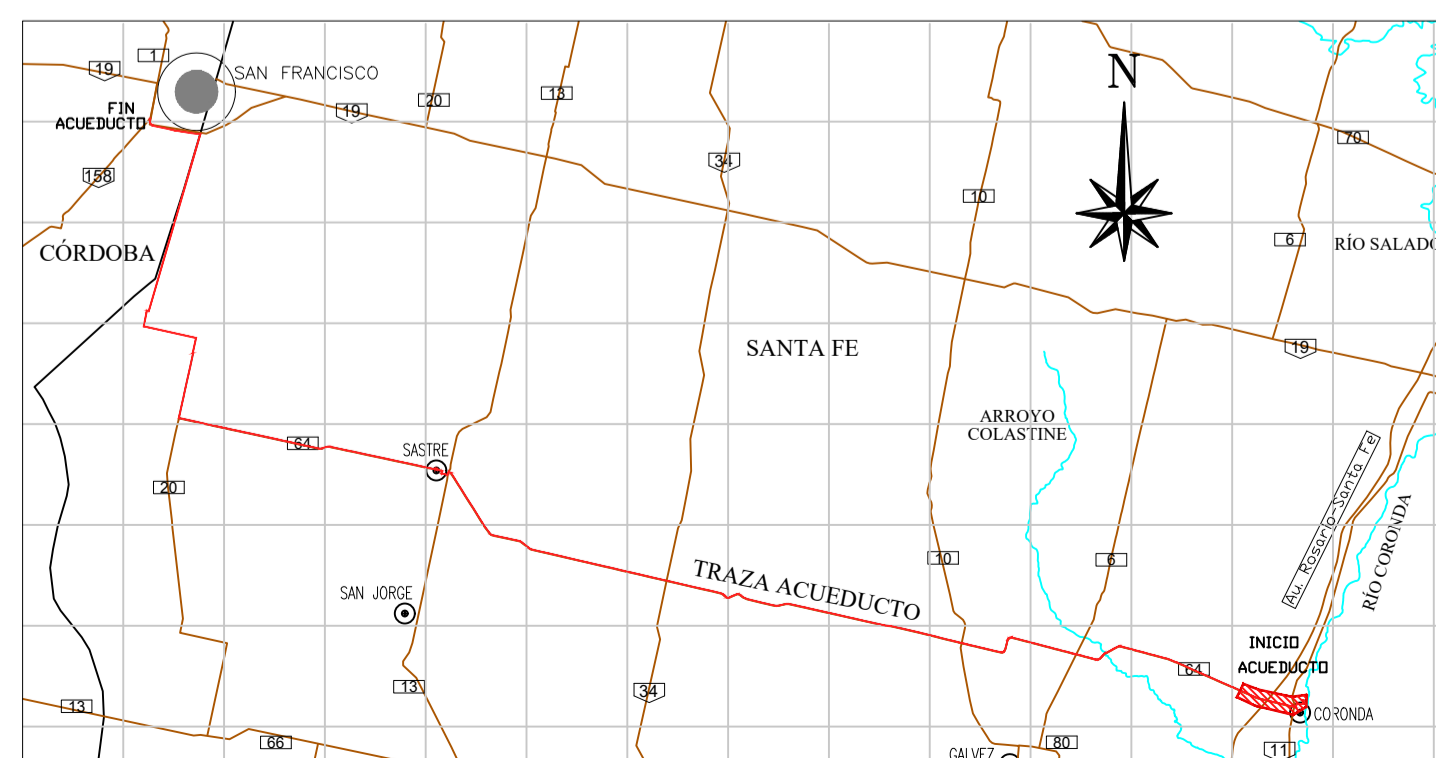 1
19
SAN FRANCISCO
FIN
ACUEDUCTO
19
20
13
158
CÓRDOBA
34
10
N
70
6
RÍO SALADO
SANTA FE
19
ARROYO
COLASTINE
64
SASTRE
20
Au. Rosario-Santa Fe
RÍO CORONDA
10
6
TRAZA ACUEDUCTO
SAN JORGE
INICIO
ACUEDUCTO
64
13
34
13
CORONDA
66
GALVEZ
80
11